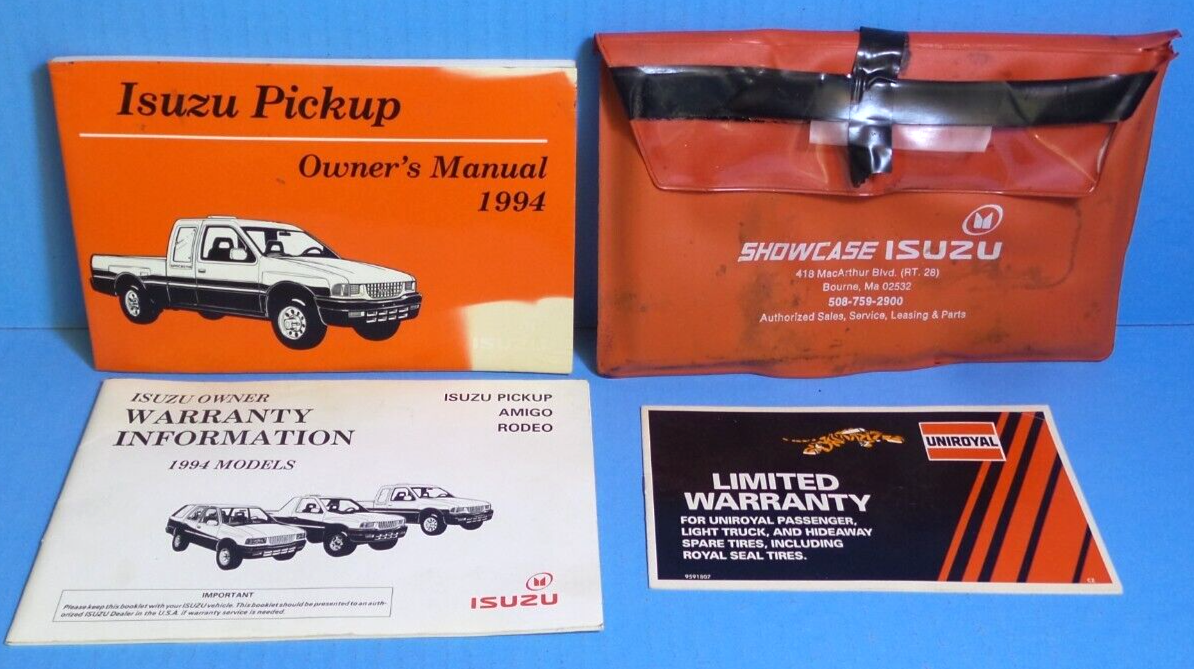 Isuzu Pickup
Owner's Manual
1994
ISUZU
SHOWCASE ISUZU
418 MacArthur Blvd. (RT. 28)
Bourne, Ma 02532
508-759-2900
Authorized Sales, Service, Leasing & Parts
ISUZU OWNER
WARRANTY
INFORMATION
1994 MODELS
ISUZU PICKUP
AMIGO
RODEO
IMPORTANT
Please keep this booklet with your ISUZU vehicle. This booklet should be presented to an auth-
orized ISUZU Dealer in the U.S.A. if warranty service is needed.
ISUZU
UNIROYAL
LIMITED
WARRANTY
FOR UNIROYAL PASSENGER,
LIGHT TRUCK, AND HIDEAWAY
SPARE TIRES, INCLUDING
ROYAL SEAL TIRES.
9591807